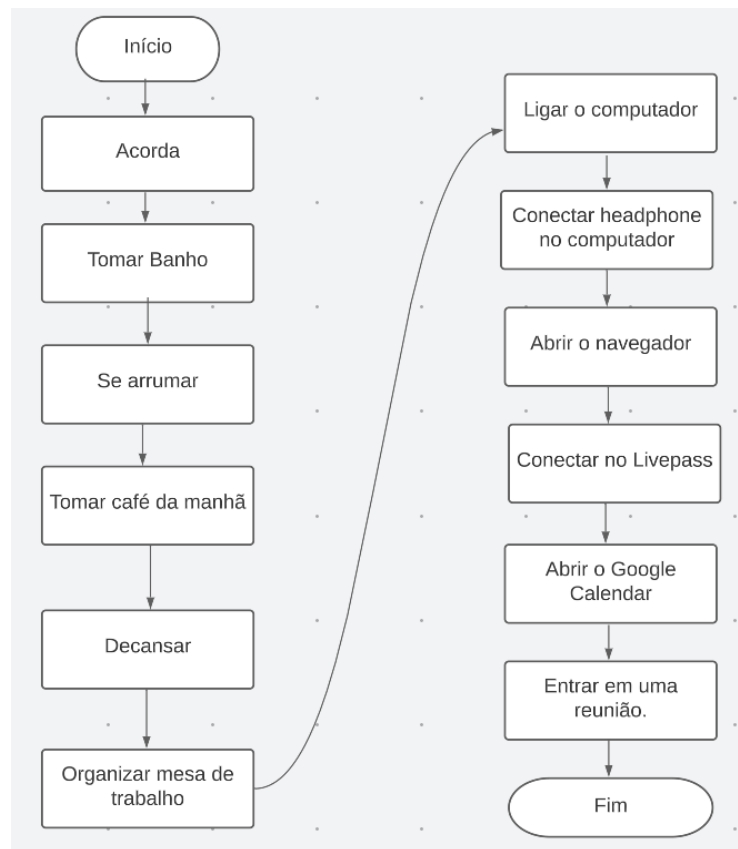 Início
Acorda
Tomar Banho
Se arrumar
Tomar café da manhã
Decansar
Organizar mesa de
trabalho
Ligar o computador
Conectar headphone
no computador
Abrir o navegador
Conectar no Livepass
Abrir o Google
Calendar
Entrar em uma
reunião.
Fim